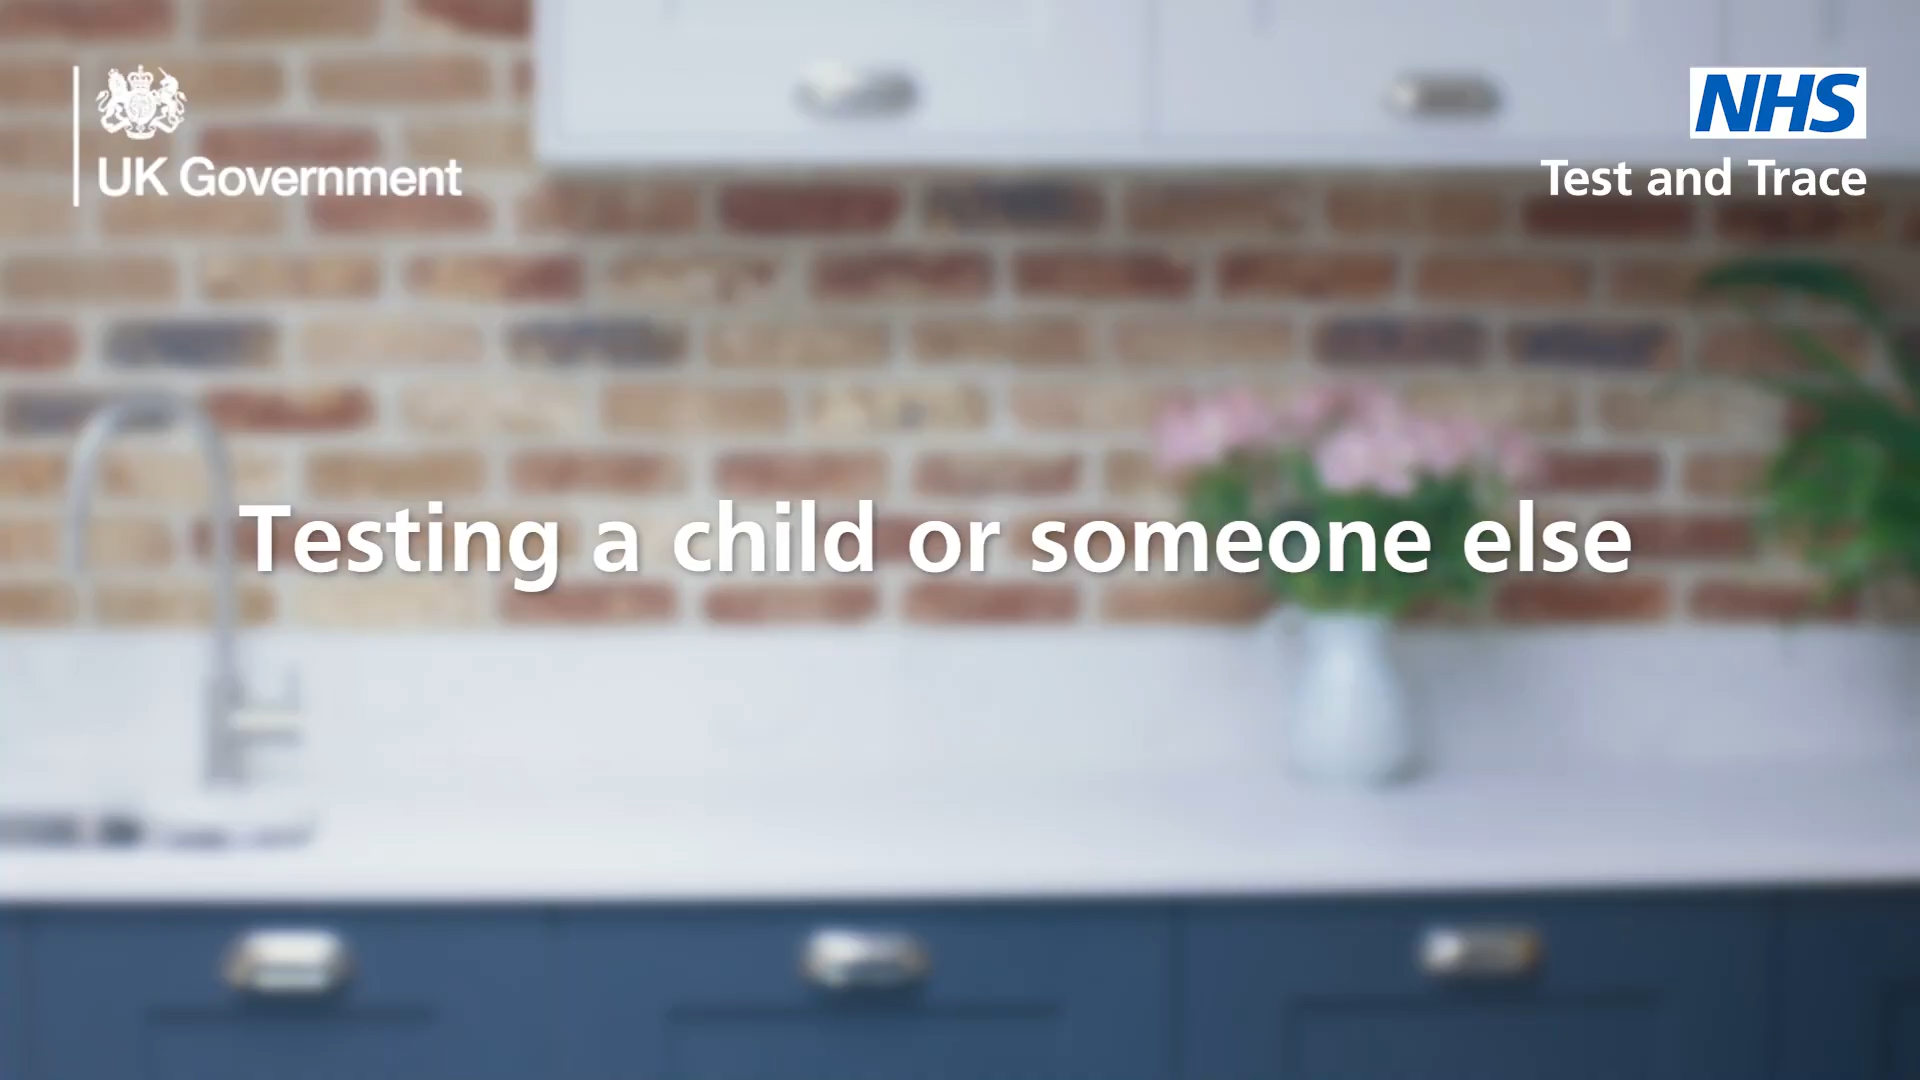 UK Government
NHS
Test and Trace
Testing a child or someone else